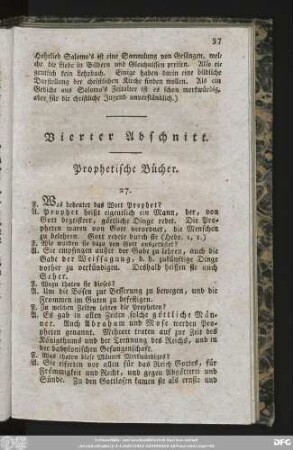 37
Hohelied Salomo's ist eine Sammlung von Gesängen, wel-
che die Liebe in Bildern und Gleichnissen preisen. Also ei-
gentlich kein Lehrbuch. Einige haben darin eine bildliche
Darstellung der christlichen Kirche finden wollen. Als ein
Gedicht aus Salomo's Zeitalter ist es schon merkwürdig,
aber für die christliche Jugend unverständlich.)
Vierter Abschnitt.
Prophetische Bücher.
27.
F. Was bedeutet das Wort Prophet?
A. Prophet heißt eigentlich ein Mann, der, von
Gott begeistert, göttliche Dinge redet. Die Pro-
pheten waren von Gott verordnet, die Menschen
zu belehren. Gott redete durch sie (Hebr. 1, 1.)
F. Wie wurden sie dazu von Gott ausgerüstet?
A. Sie empfingen außer der Gabe zu lehren, auch die
Gabe der Weissagung, d. h. zukünftige Dinge
vorher zu verkündigen. Deshalb heißen sie auch
Seher.
F. Wozu thaten sie dieses?
A. Um die Bösen zur Besserung zu bewegen, und die
Frommen im Guten zu befestigen.
F. In welchen Zeiten lebten die Propheten?
A. Es gab in allen Zeiten solche göttliche Män-
ner. Auch Abraham und Mose werden Pro-
pheten genannt. Mehrere traten auf zur Zeit des
Königthums und der Trennung des Reichs, und in
der babylonischen Gefangenschaft.
F. Was thaten diese Männer Merkwürdiges?
A. Sie eiferten vor allen für das Reich Gottes, für
Frömmigkeit und Recht, und gegen Abgötterei und
Sünde. Zu den Gottlosen kamen sie als ernste und